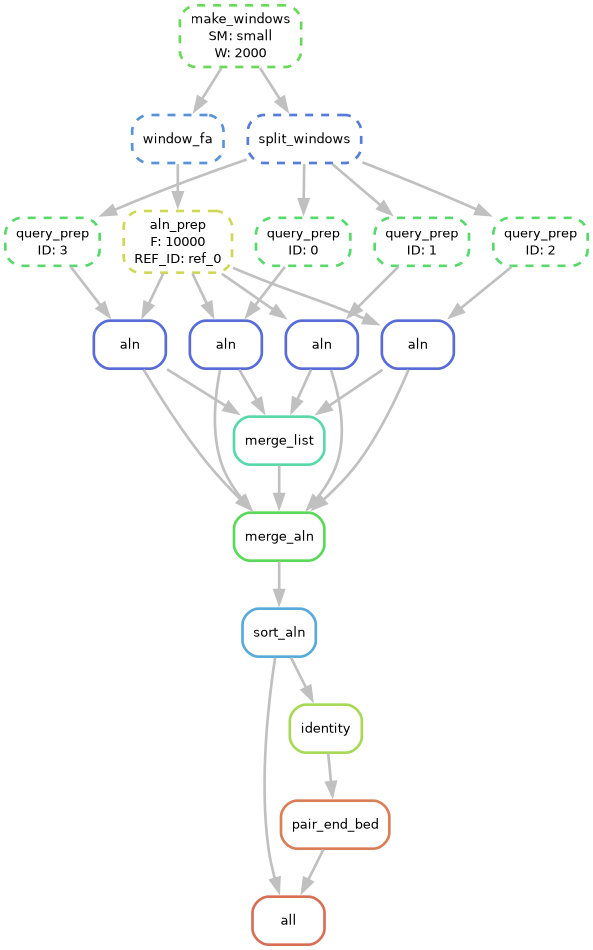 make_windows
SM: small
W: 2000
window_fa
split_windows
query_prep
ID: 3
aln_prep
F: 10000
REF_ID: ref_0
query_prep
ID: 0
query_prep
ID: 1
query_prep
ID: 2
aln
aln
aln
aln
merge_list
merge_aln
sort_aln
identity
pair_end_bed
all